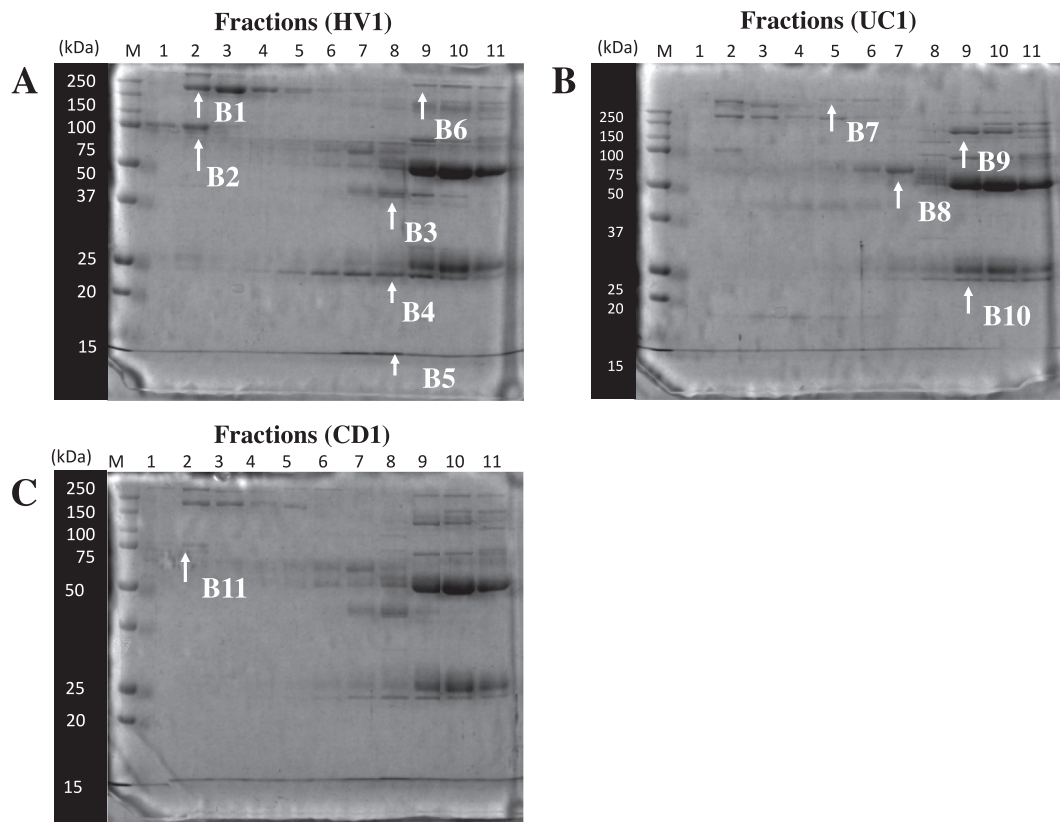 Fractions (HV1)
(kDa) M 1 2 3 4 5 6 7 8 9 10 11
A
250
150
100
75
50
37
25
20
15
B1
B2
B3
B4
B5
B6
Fractions (UC1)
(kDa) M 1 2 3 4 5 6 7 8 9 10 11
B
250
150
100
75
50
37
25
20
15
B7
B8
B9
B10
Fractions (CD1)
(kDa) M 1 2 3 4 5 6 7 8 9 10 11
C
250
150
100
75
50
25
20
15
B11